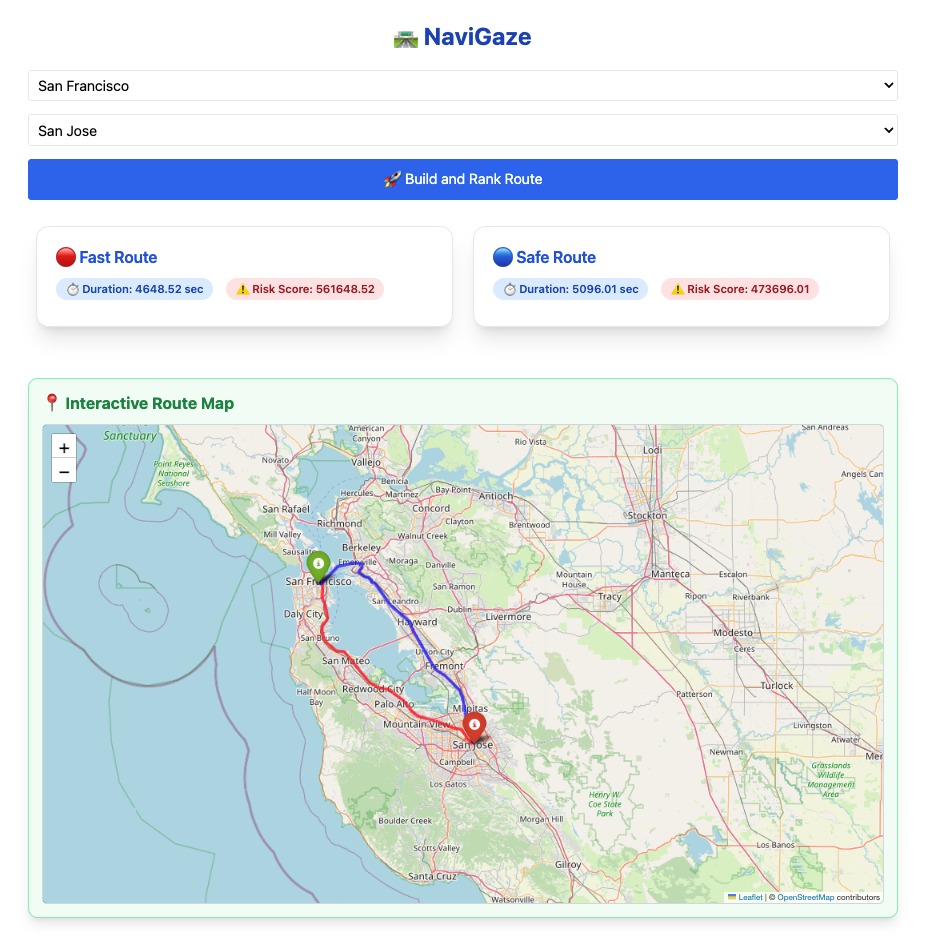 NaviGaze
San Francisco
San Jose
Build and Rank Route
Fast Route
Duration: 4648.52 sec
Risk Score: 561648.52
Safe Route
Duration: 5096.01 sec
Risk Score: 473696.01
Interactive Route Map
+
−
Sanctuary
American
Canyon
Rio Vista
San Andreas
Lodi
Point Reyes
National
Seashore
Novato
Vallejo
Angels Cam
Benicia
Hercules
Martinez
Bay Point
Antioch
San Rafael
Concord
Stockton
Richmond
Clayton
Brentwood
Mill Valley
Walnut Creek
Sausalito
Berkeley
Emeryville
Moraga
Danville
San Francisco
San Ramon
Mountain
House
Manteca
Escalon
Tracy
Ripon
Riverbank
San Leandro
Daly City
Dublin
Livermore
Hayward
Modesto
San Bruno
Ceres
Union City
San Mateo
Fremont
Turlock
Half Moon
Bay
Redwood City
Patterson
Palo Alto
Milpitas
Mountain View
Livingston
San Jose
Atwater
Newman
Mer
Campbell
Los Gatos
Grasslands
Wildlife
Management
Area
Henry W.
Coe State
Park
Boulder Creek
Morgan Hill
Scotts Valley
Los Banos
Gilroy
Santa Cruz
Watsonville
Leaflet | © OpenStreetMap contributors